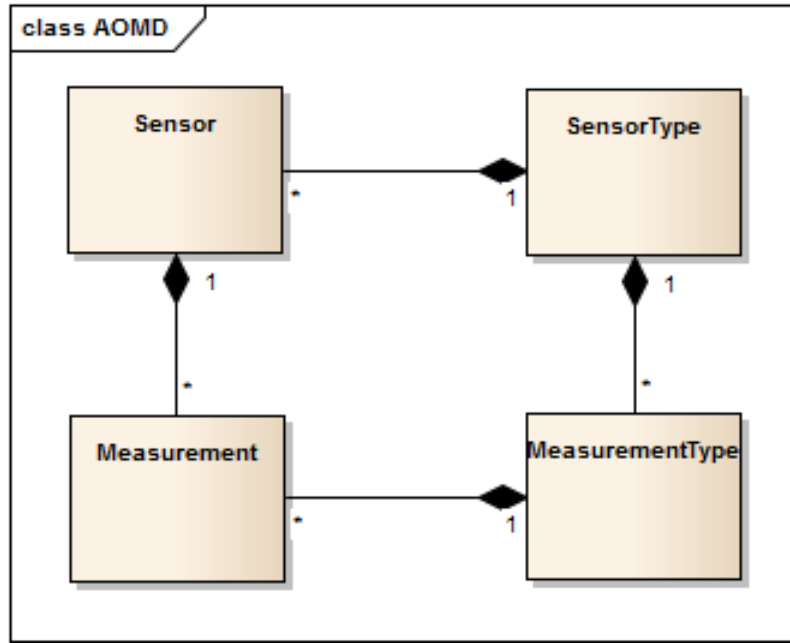 class AOMD
Sensor
SensorType
*
1
1
1
*
*
Measurement
MeasurementType
*
1